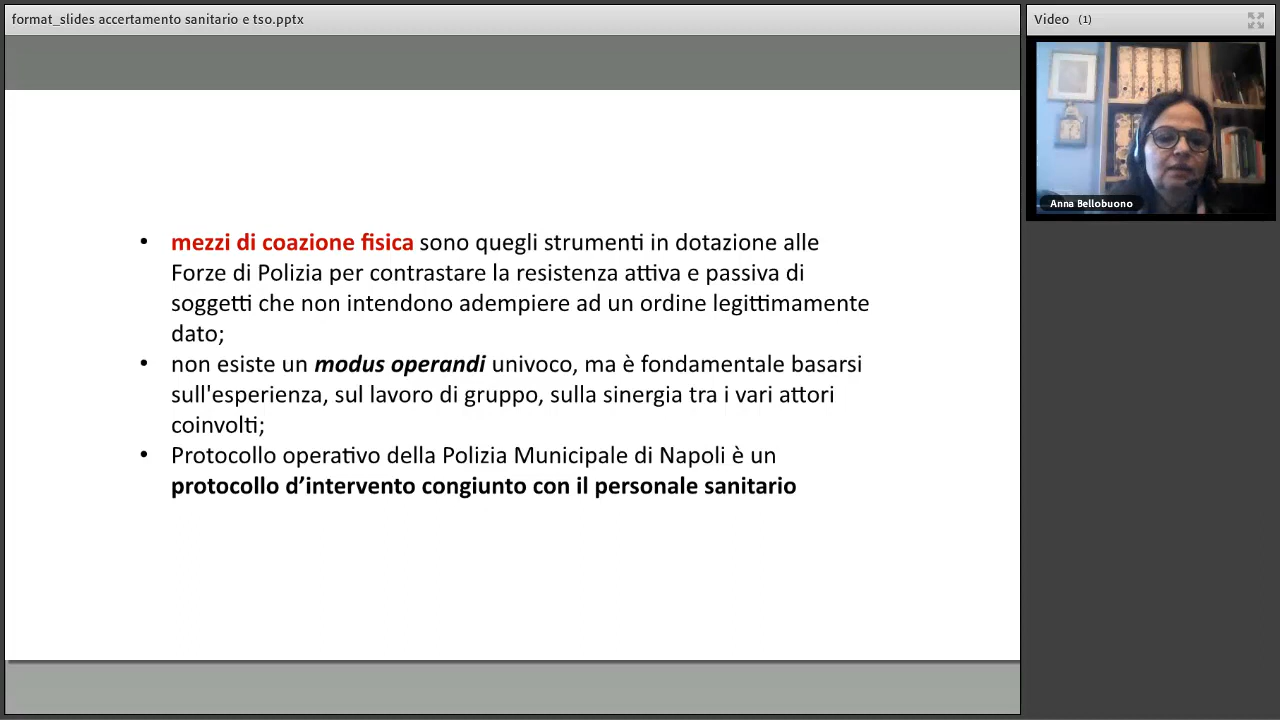 format_slides accertamento sanitario e tso.pptx
Video (1)
Anna Bellobuono
• mezzi di coazione fisica sono quegli strumenti in dotazione alle
Forze di Polizia per contrastare la resistenza attiva e passiva di
soggetti che non intendono adempiere ad un ordine legittimamente
dato;
• non esiste un modus operandi univoco, ma è fondamentale basarsi
sull'esperienza, sul lavoro di gruppo, sulla sinergia tra i vari attori
coinvolti;
• Protocollo operativo della Polizia Municipale di Napoli è un
protocollo d’intervento congiunto con il personale sanitario